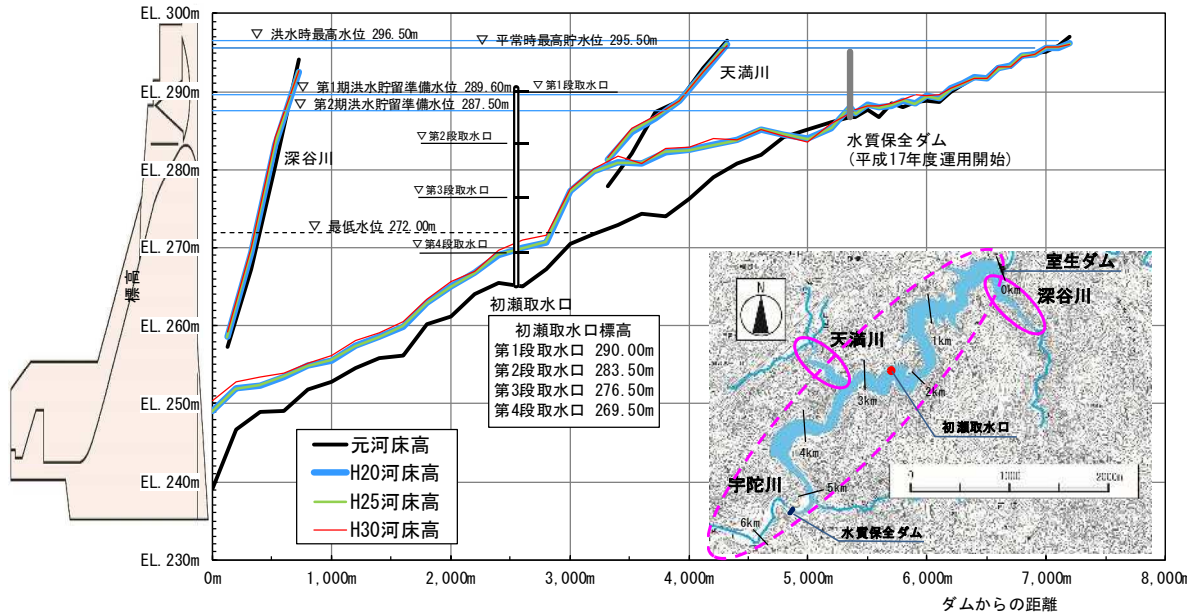 EL.300m
EL.290m
EL.280m
EL.270m
EL.260m
EL.250m
EL.240m
EL.230m
標高
▽ 洪水時最高水位 296.50m
▽ 平常時最高貯水位 295.50m
▽ 第1期洪水貯留準備水位 289.60m
▽ 第2期洪水貯留準備水位 287.50m
▽ 第1段取水口
▽ 第2段取水口
▽ 第3段取水口
▽ 最低水位 272.00m
▽ 第4段取水口
深谷川
天満川
水質保全ダム
(平成17年度運用開始)
初瀬取水口
初瀬取水口標高
第1段取水口 290.00m
第2段取水口 283.50m
第3段取水口 276.50m
第4段取水口 269.50m
元河床高
H20河床高
H25河床高
H30河床高
N
室生ダム
0km
深谷川
天満川
1km
2km
3km
初瀬取水口
4km
宇陀川
5km
6km
水質保全ダム
0 1000 2000m
0m 1,000m 2,000m 3,000m 4,000m 5,000m 6,000m 7,000m 8,000m
ダムからの距離